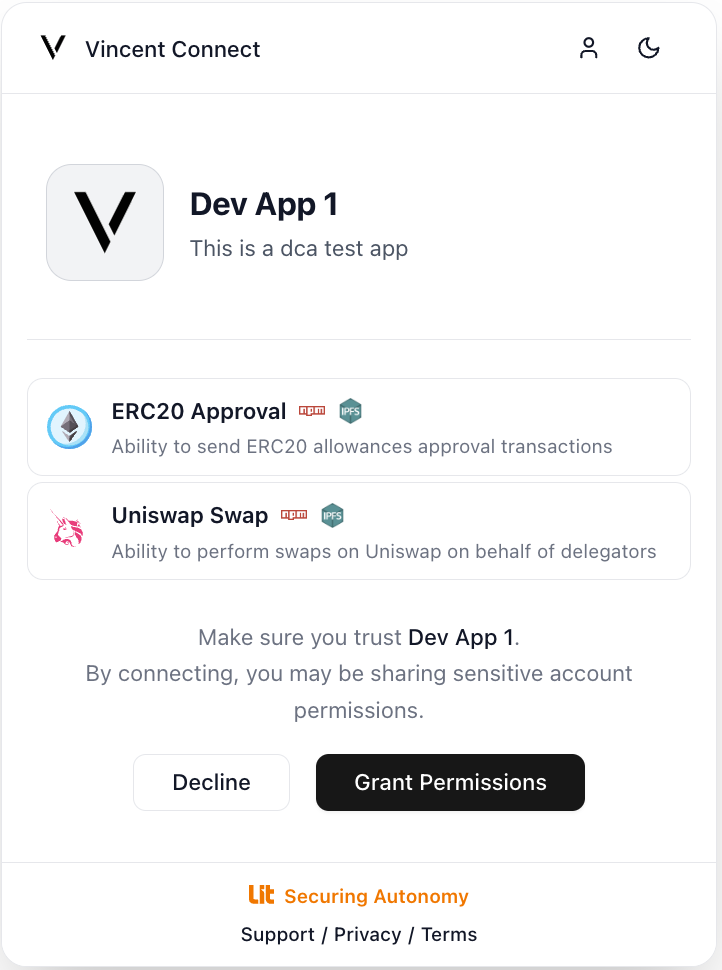 Vincent Connect
Dev App 1
This is a dca test app
ERC20 Approval npm IPFS
Ability to send ERC20 allowances approval transactions
Uniswap Swap npm IPFS
Ability to perform swaps on Uniswap on behalf of delegators
Make sure you trust Dev App 1.
By connecting, you may be sharing sensitive account
permissions.
Decline Grant Permissions
Lit Securing Autonomy
Support / Privacy / Terms